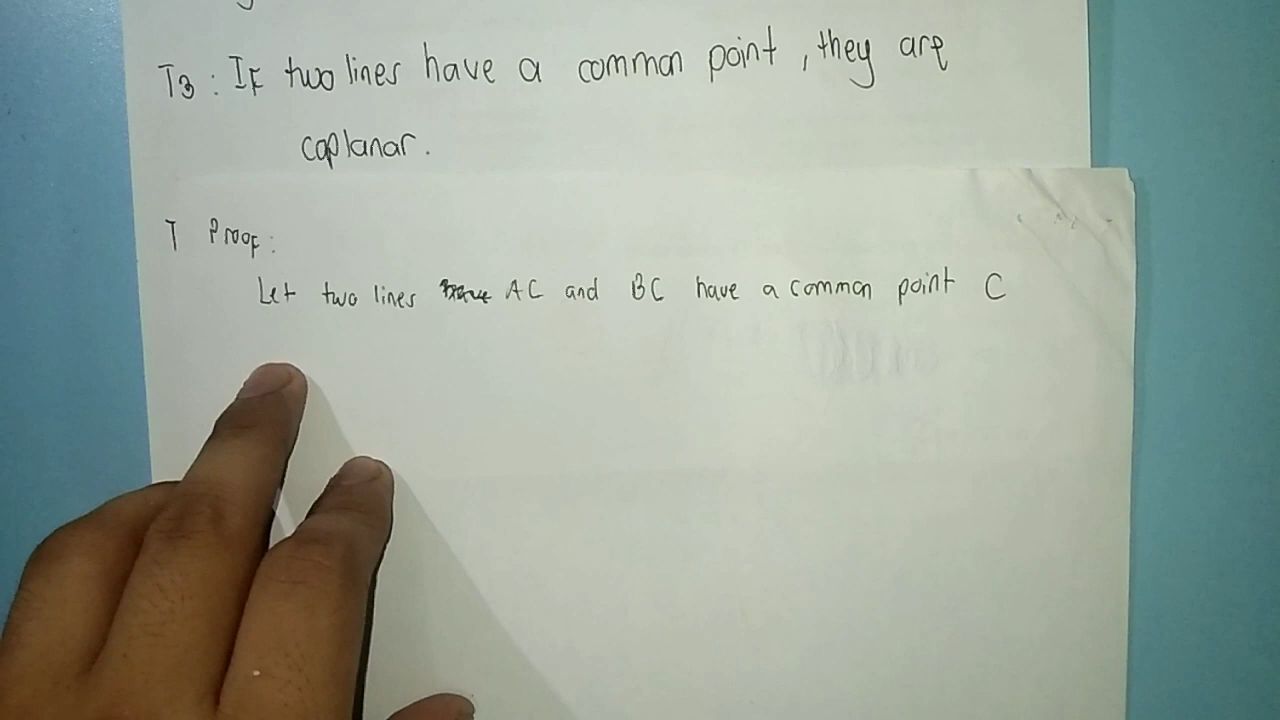 T3 : If two lines have a common point , they are
coplanar .
T Proof :
Let two lines AC and BC have a common point C